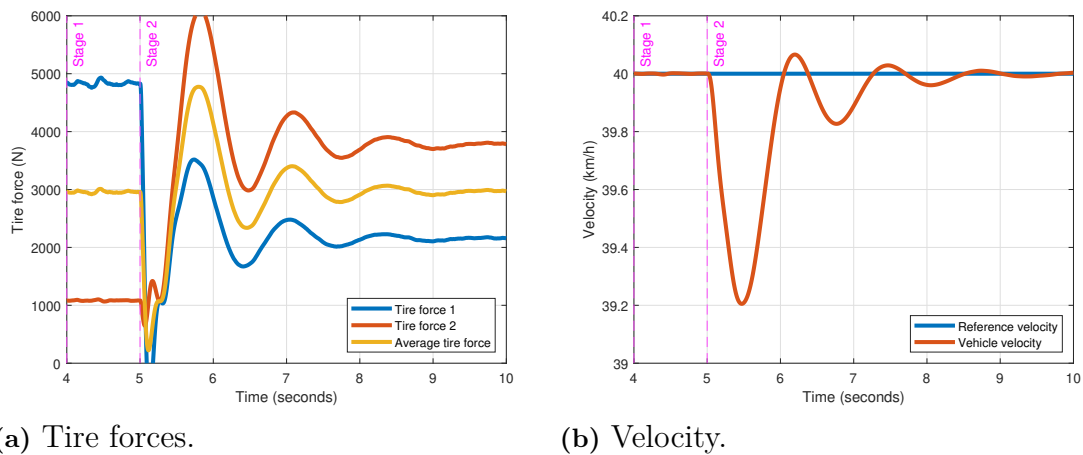 6000
5000
4000
3000
2000
1000
0
Tire force (N)
Stage 1
Stage 2
Tire force 1
Tire force 2
Average tire force
4 5 6 7 8 9 10
Time (seconds)
40.2
40
39.8
39.6
39.4
39.2
39
Velocity (km/h)
Stage 1
Stage 2
Reference velocity
Vehicle velocity
4 5 6 7 8 9 10
Time (seconds)
(a) Tire forces.
(b) Velocity.